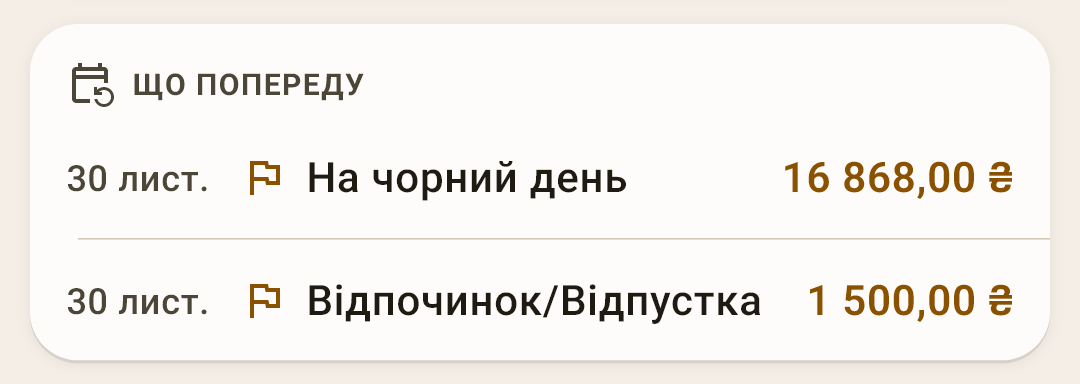 ЩО ПОПЕРЕДУ
30 лист. На чорний день 16 868,00 ₴
30 лист. Відпочинок/Відпустка 1 500,00 ₴